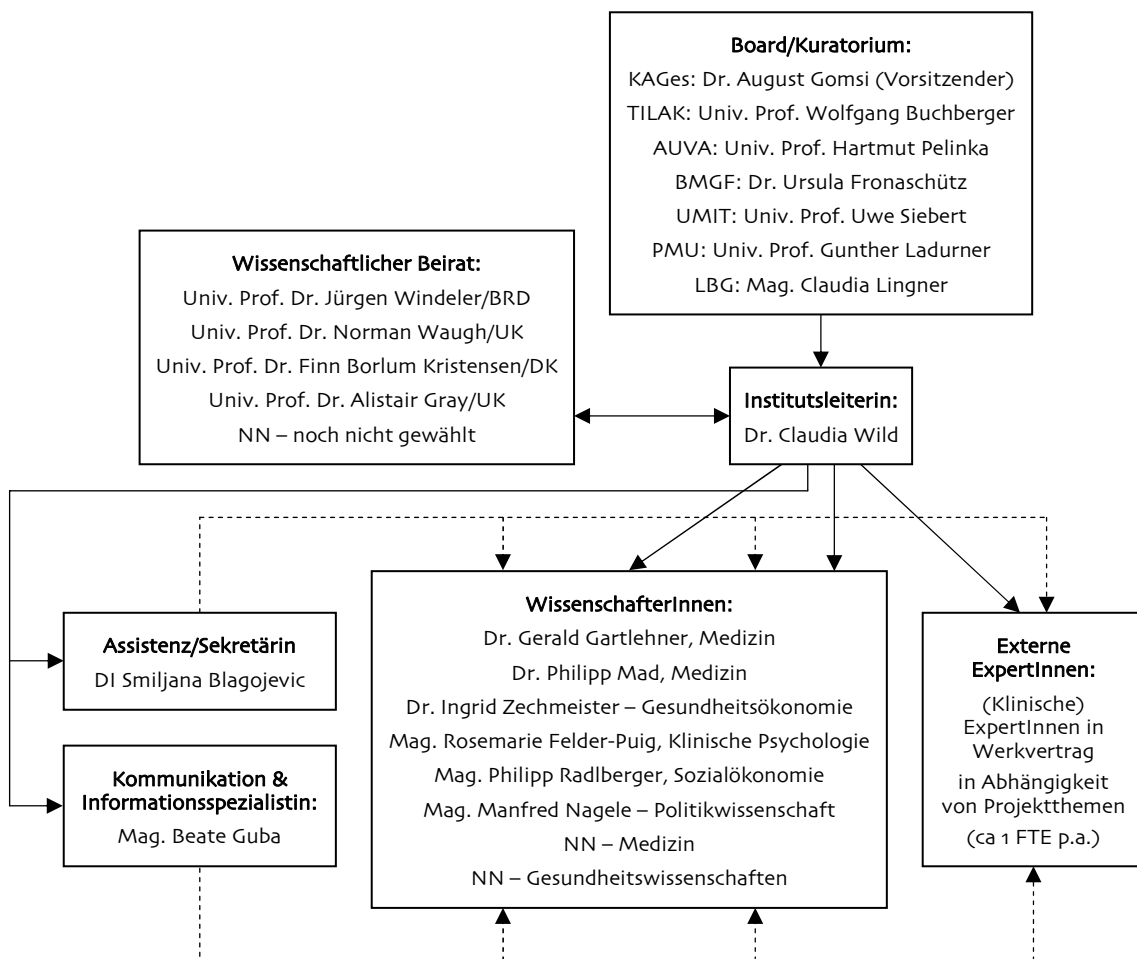 Board/Kuratorium:
KAGes: Dr. August Gomsi (Vorsitzender)
TILAK: Univ. Prof. Wolfgang Buchberger
AUVA: Univ. Prof. Hartmut Pelinka
BMGF: Dr. Ursula Fronaschütz
UMIT: Univ. Prof. Uwe Siebert
PMU: Univ. Prof. Gunther Ladurner
LBG: Mag. Claudia Lingner
Wissenschaftlicher Beirat:
Univ. Prof. Dr. Jürgen Windeler/BRD
Univ. Prof. Dr. Norman Waugh/UK
Univ. Prof. Dr. Finn Borlum Kristensen/DK
Univ. Prof. Dr. Alistair Gray/UK
NN – noch nicht gewählt
Institutsleiterin:
Dr. Claudia Wild
Assistenz/Sekretärin
DI Smiljana Blagojevic
Kommunikation &
Informationsspezialistin:
Mag. Beate Guba
WissenschafterInnen:
Dr. Gerald Gartlehner, Medizin
Dr. Philipp Mad, Medizin
Dr. Ingrid Zechmeister – Gesundheitsökonomie
Mag. Rosemarie Felder-Puig, Klinische Psychologie
Mag. Philipp Radlberger, Sozialökonomie
Mag. Manfred Nagele – Politikwissenschaft
NN – Medizin
NN – Gesundheitswissenschaften
Externe
ExpertInnen:
(Klinische)
ExpertInnen in
Werkvertrag
in Abhängigkeit
von Projektthemen
(ca 1 FTE p.a.)